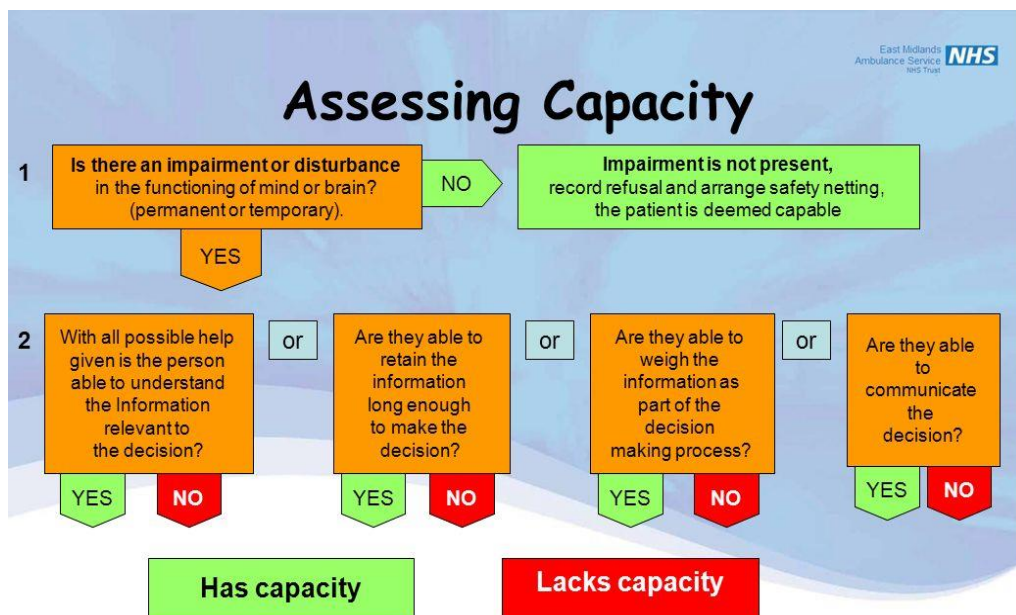 East Midlands
Ambulance Service
NHS Trust
NHS
Assessing Capacity
1
Is there an impairment or disturbance
in the functioning of mind or brain?
(permanent or temporary).
NO
Impairment is not present,
record refusal and arrange safety netting,
the patient is deemed capable
YES
2
With all possible help
given is the person
able to understand
the Information
relevant to
the decision?
or
Are they able to
retain the
information
long enough
to make the
decision?
or
Are they able to
weigh the
information as
part of the
decision
making process?
or
Are they able
to
communicate
the
decision?
YES
NO
YES
NO
YES
NO
YES
NO
Has capacity
Lacks capacity